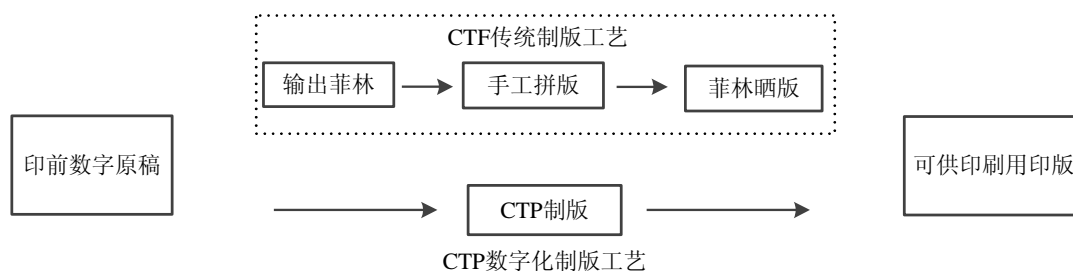 CTF传统制版工艺
输出菲林
手工拼版
菲林晒版
印前数字原稿
可供印刷用印版
CTP制版
CTP数字化制版工艺